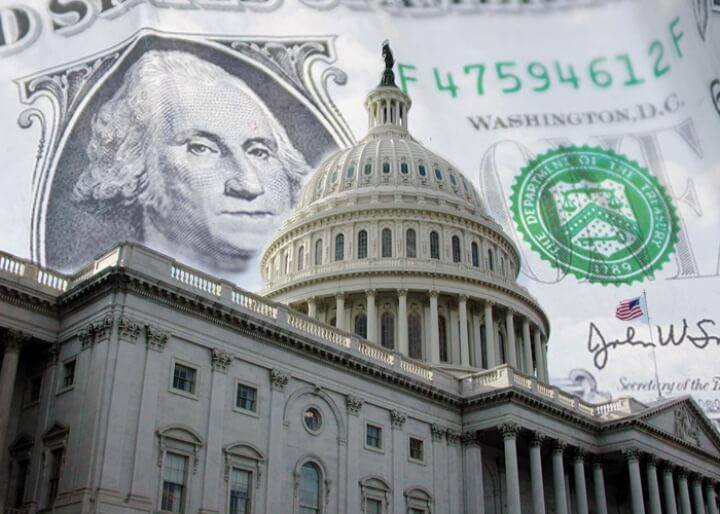 F 47594612 F
WASHINGTON, D.C.
THE DEPARTMENT OF THE TREASURY
1789
Secretary of the